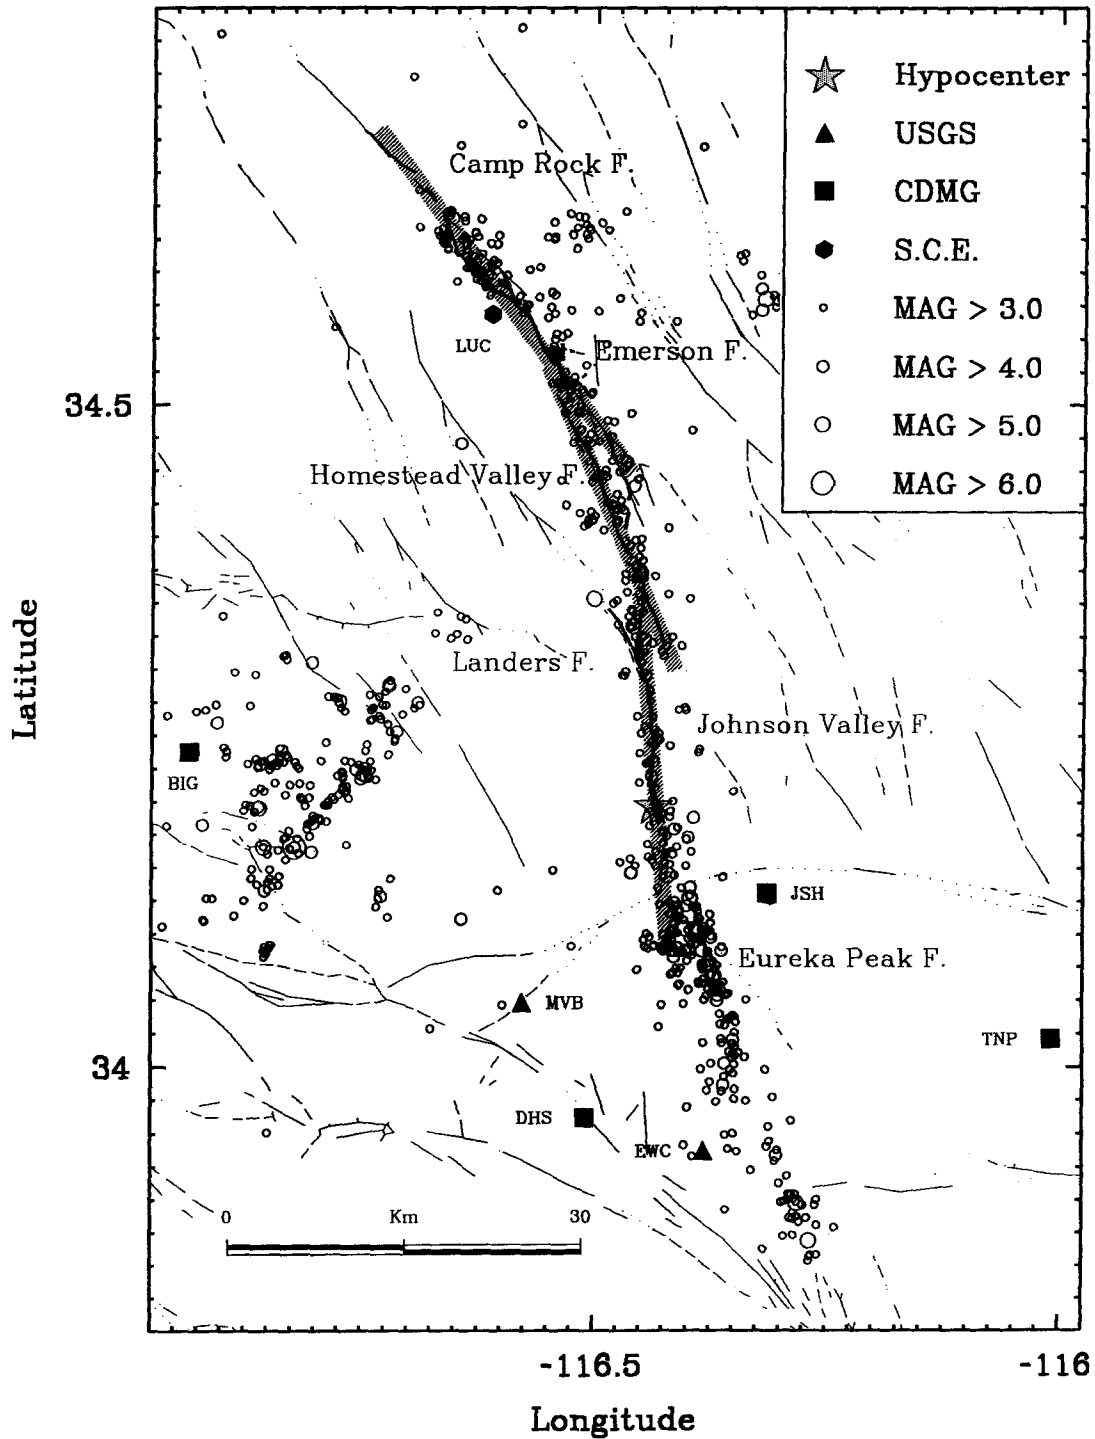 Hypocenter
USGS
CDMG
S.C.E.
MAG > 3.0
MAG > 4.0
MAG > 5.0
MAG > 6.0
Camp Rock F.
LUC
Emerson F.
34.5
Homestead Valley F.
Landers F.
Johnson Valley F.
BIG
JSH
Eureka Peak F.
MVB
TNP
34
DHS
EWC
0 Km 30
-116.5 -116
Longitude
Latitude